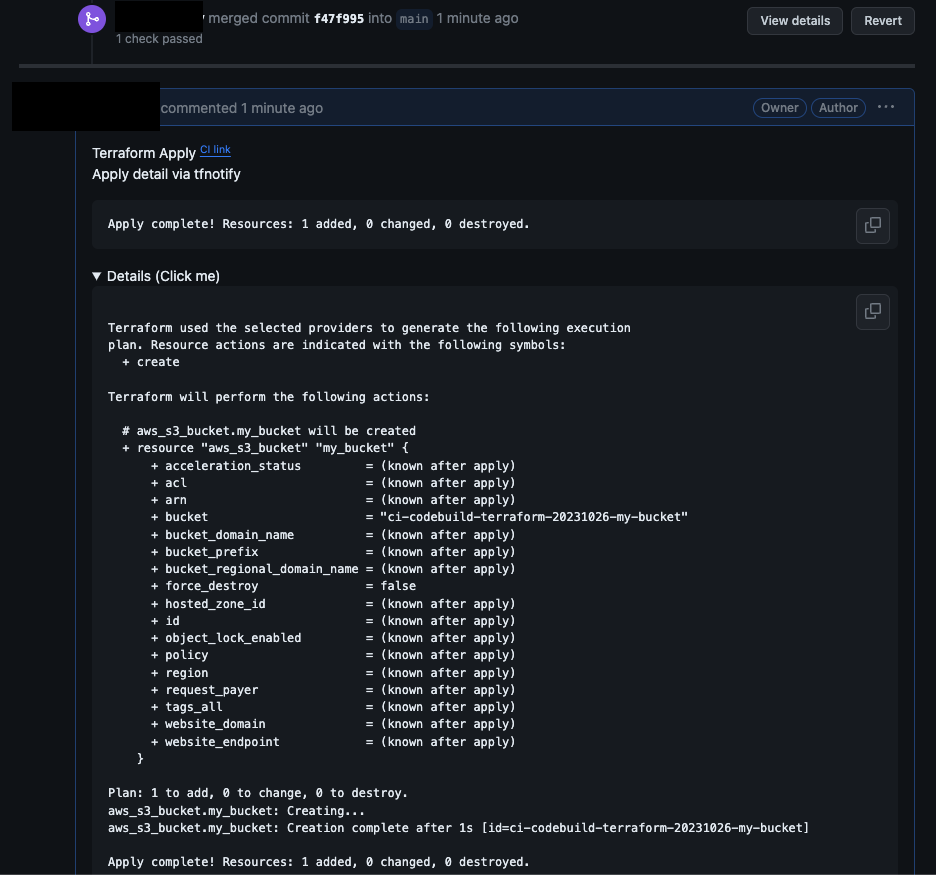 merged commit f47f995 into main 1 minute ago
View details
Revert
1 check passed
commented 1 minute ago
Owner
Author
Terraform Apply CI link
Apply detail via tfnotify
Apply complete! Resources: 1 added, 0 changed, 0 destroyed.
▼ Details (Click me)
Terraform used the selected providers to generate the following execution
plan. Resource actions are indicated with the following symbols:
  + create
Terraform will perform the following actions:
  # aws_s3_bucket.my_bucket will be created
  + resource "aws_s3_bucket" "my_bucket" {
      + acceleration_status         = (known after apply)
      + acl                         = (known after apply)
      + arn                         = (known after apply)
      + bucket                      = "ci-codebuild-terraform-20231026-my-bucket"
      + bucket_domain_name          = (known after apply)
      + bucket_prefix               = (known after apply)
      + bucket_regional_domain_name = (known after apply)
      + force_destroy               = false
      + hosted_zone_id              = (known after apply)
      + id                          = (known after apply)
      + object_lock_enabled         = (known after apply)
      + policy                      = (known after apply)
      + region                      = (known after apply)
      + request_payer               = (known after apply)
      + tags_all                    = (known after apply)
      + website_domain              = (known after apply)
      + website_endpoint            = (known after apply)
    }
Plan: 1 to add, 0 to change, 0 to destroy.
aws_s3_bucket.my_bucket: Creating...
aws_s3_bucket.my_bucket: Creation complete after 1s [id=ci-codebuild-terraform-20231026-my-bucket]
Apply complete! Resources: 1 added, 0 changed, 0 destroyed.